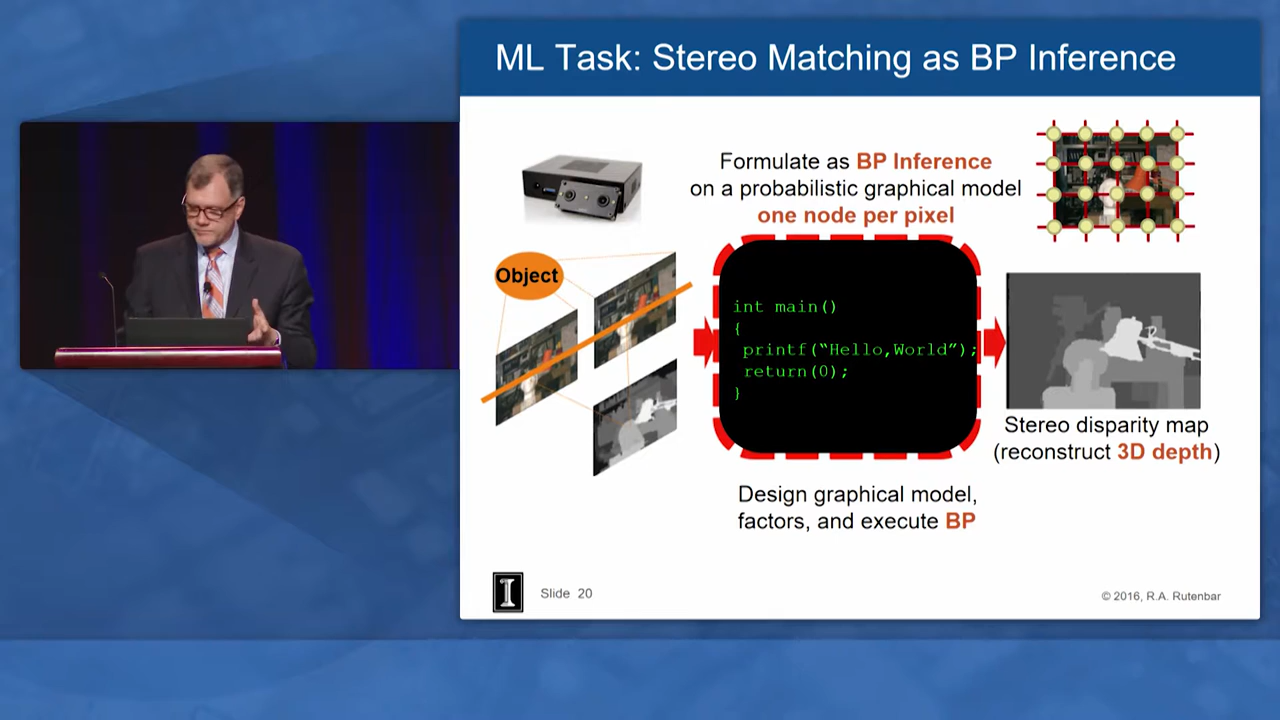 ML Task: Stereo Matching as BP Inference
Formulate as BP Inference
on a probabilistic graphical model
one node per pixel
Object
int main()
{
printf(“Hello,World”);
return(0);
}
Stereo disparity map
(reconstruct 3D depth)
Design graphical model,
factors, and execute BP
I
Slide 20
© 2016, R.A. Rutenbar